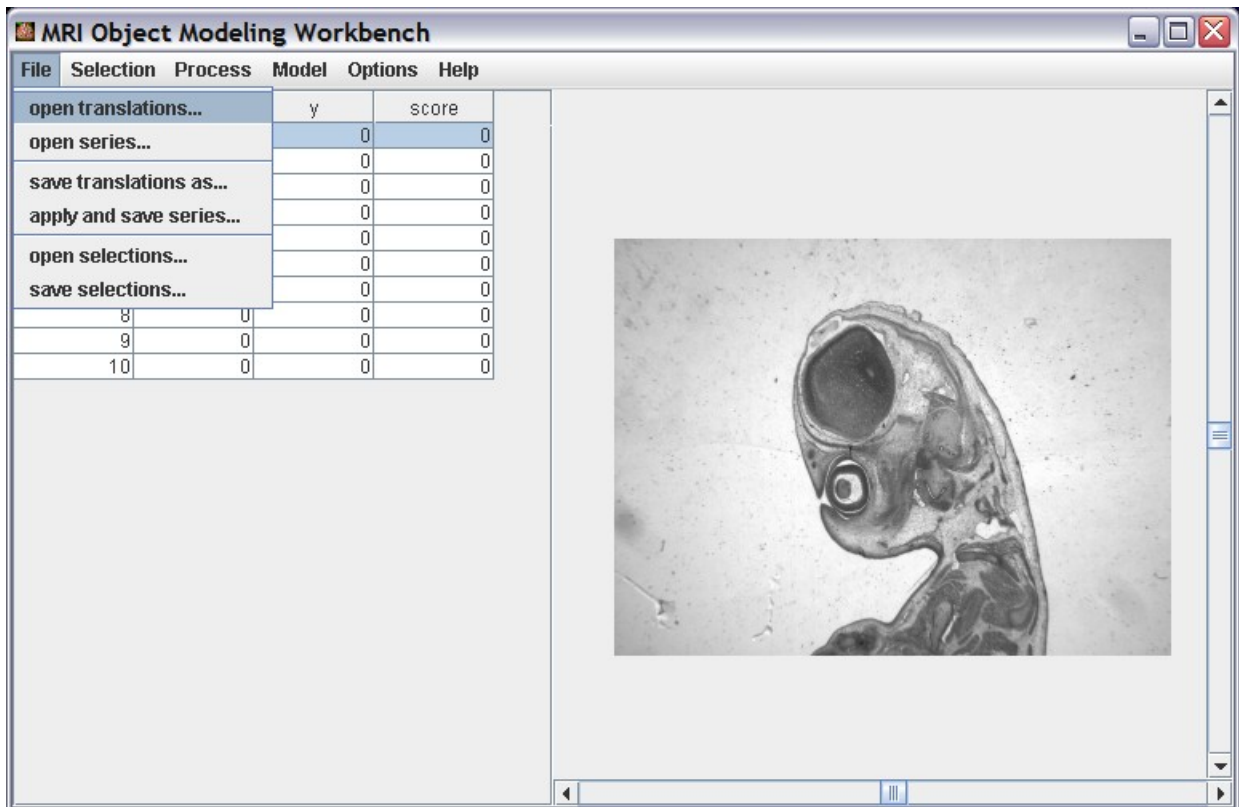 MRI Object Modeling Workbench
File Selection Process Model Options Help
open translations...
open series...
save translations as...
apply and save series...
open selections...
save selections...
y score
0 0
0 0
0 0
0 0
0 0
0 0
0 0
8 0 0 0
9 0 0 0
10 0 0 0